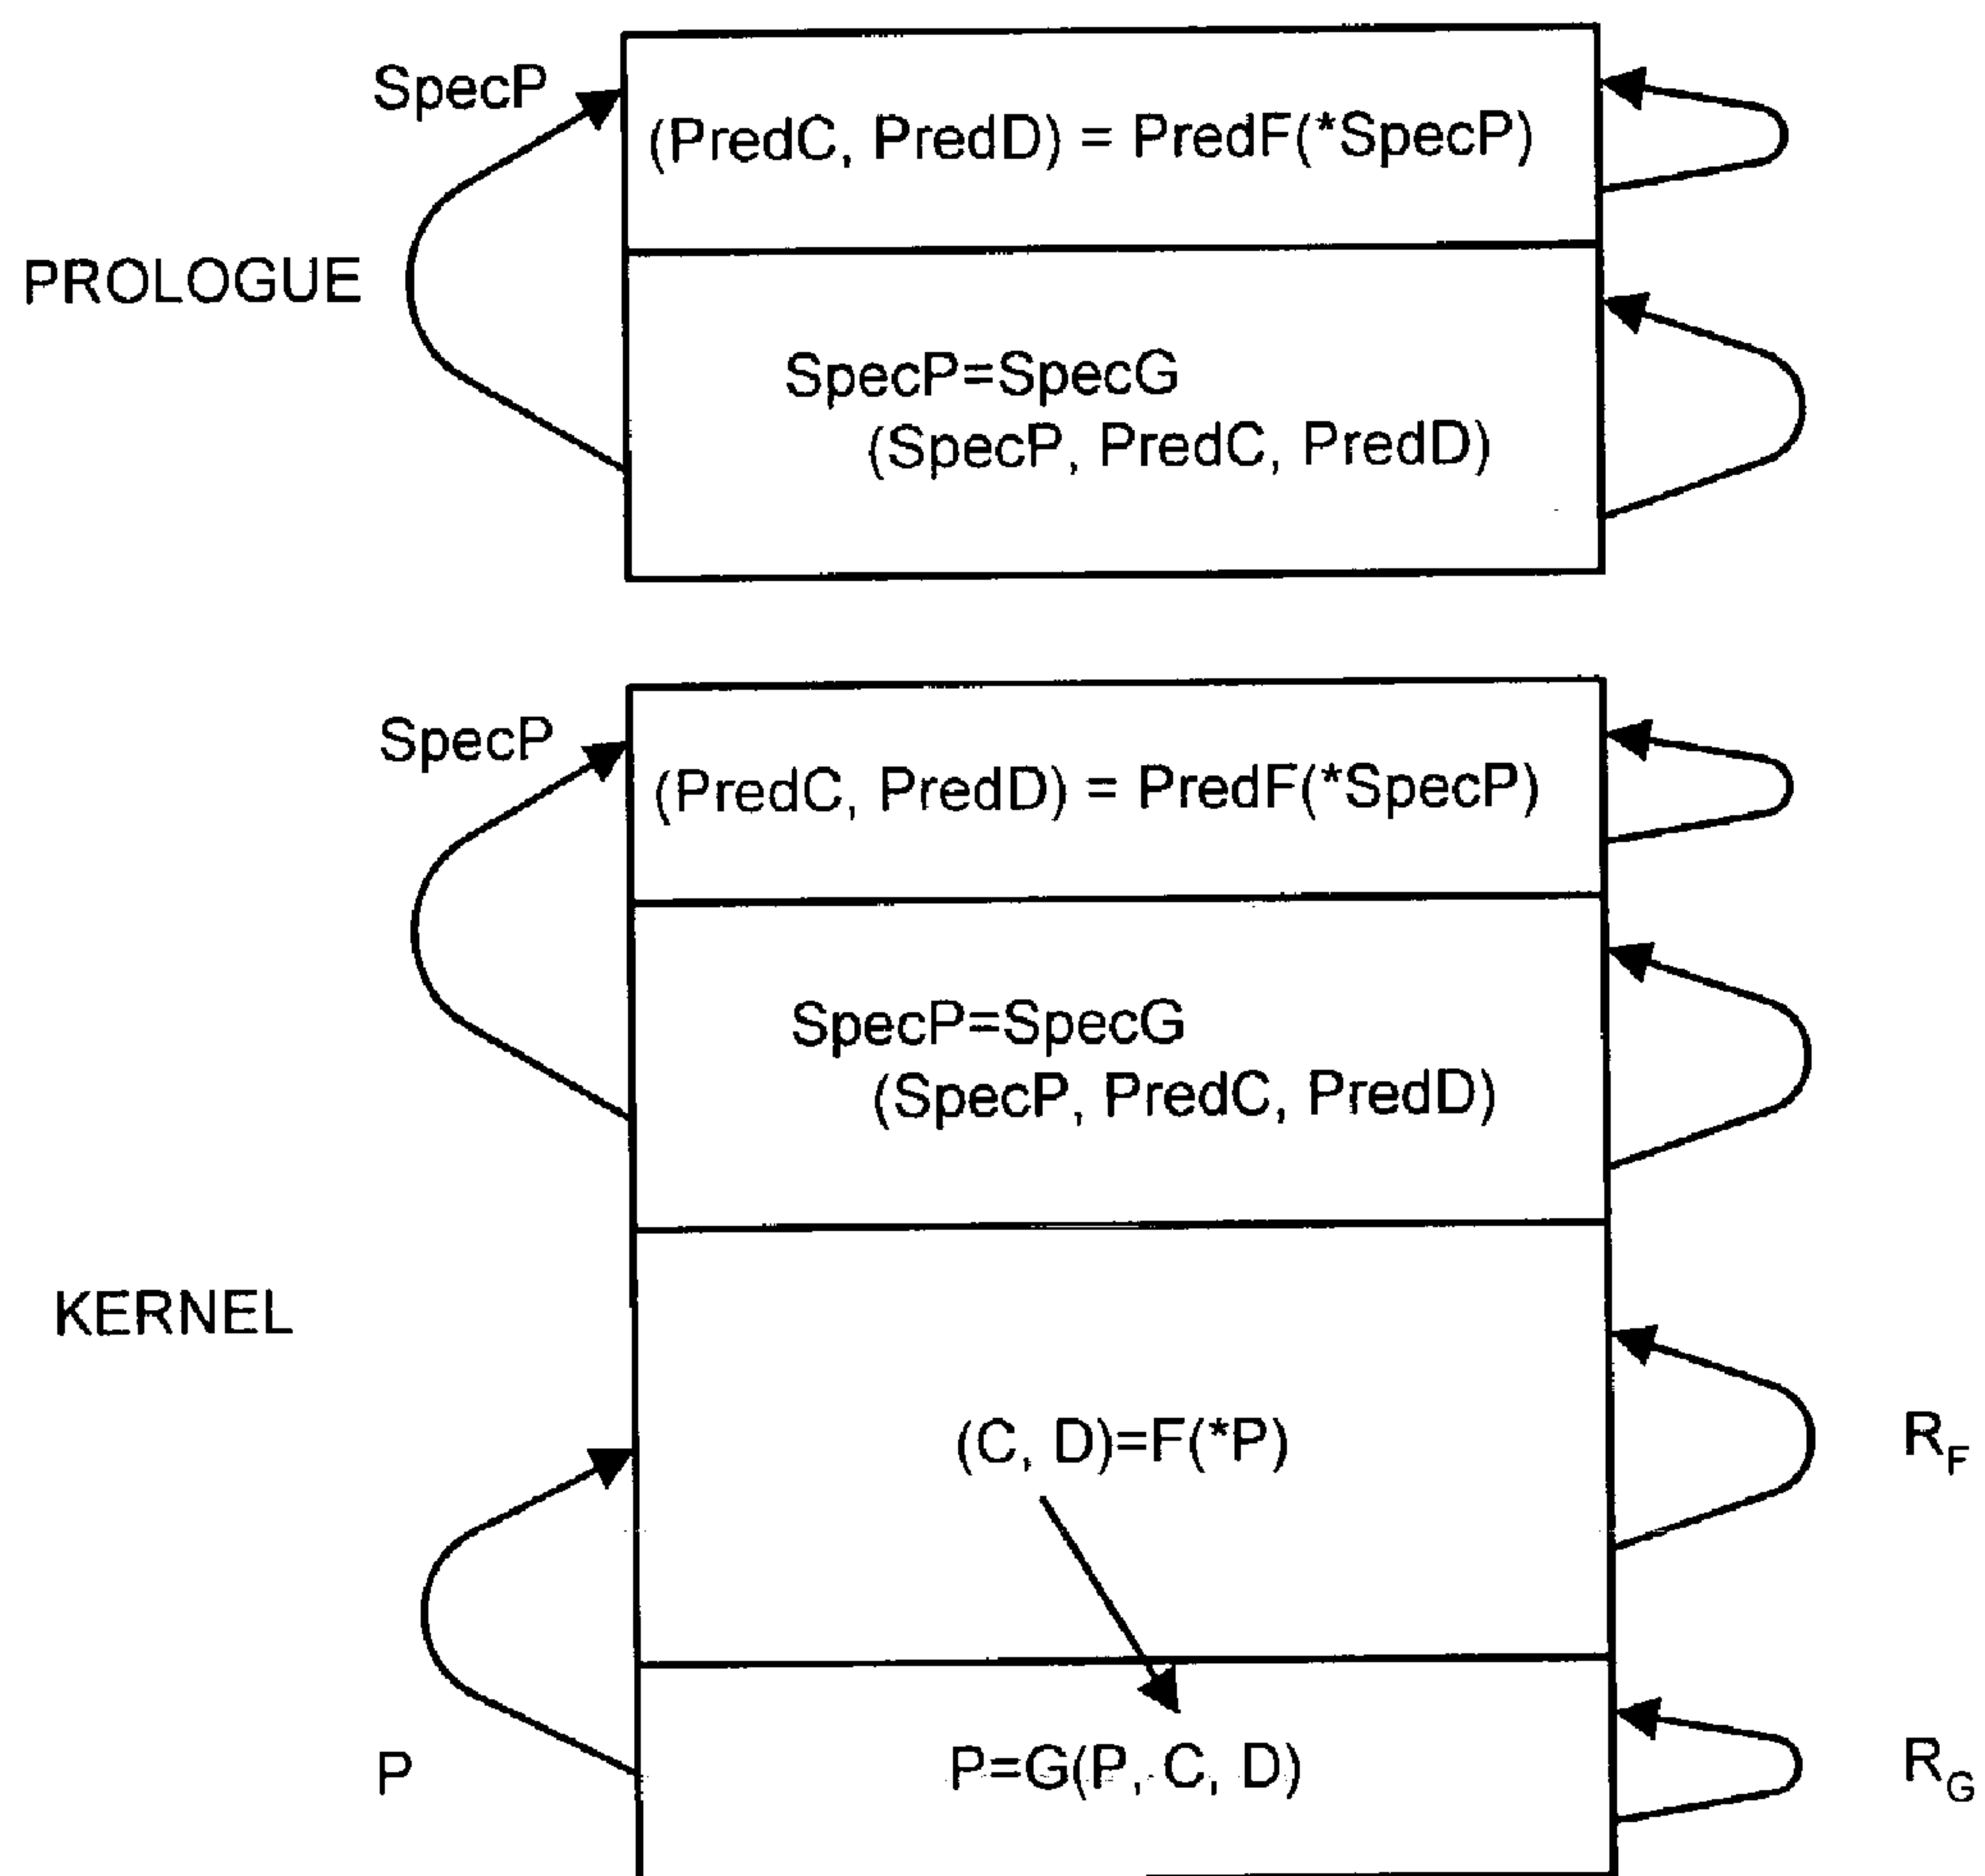 SpecP
(PredC, PredD) = PredF(*SpecP)
PROLOGUE
SpecP=SpecG
(SpecP, PredC, PredD)
SpecP
(PredC, PredD) = PredF(*SpecP)
SpecP=SpecG
(SpecP, PredC, PredD)
KERNEL
(C, D)=F(*P)
R_F
P
P=G(P, C, D)
R_G